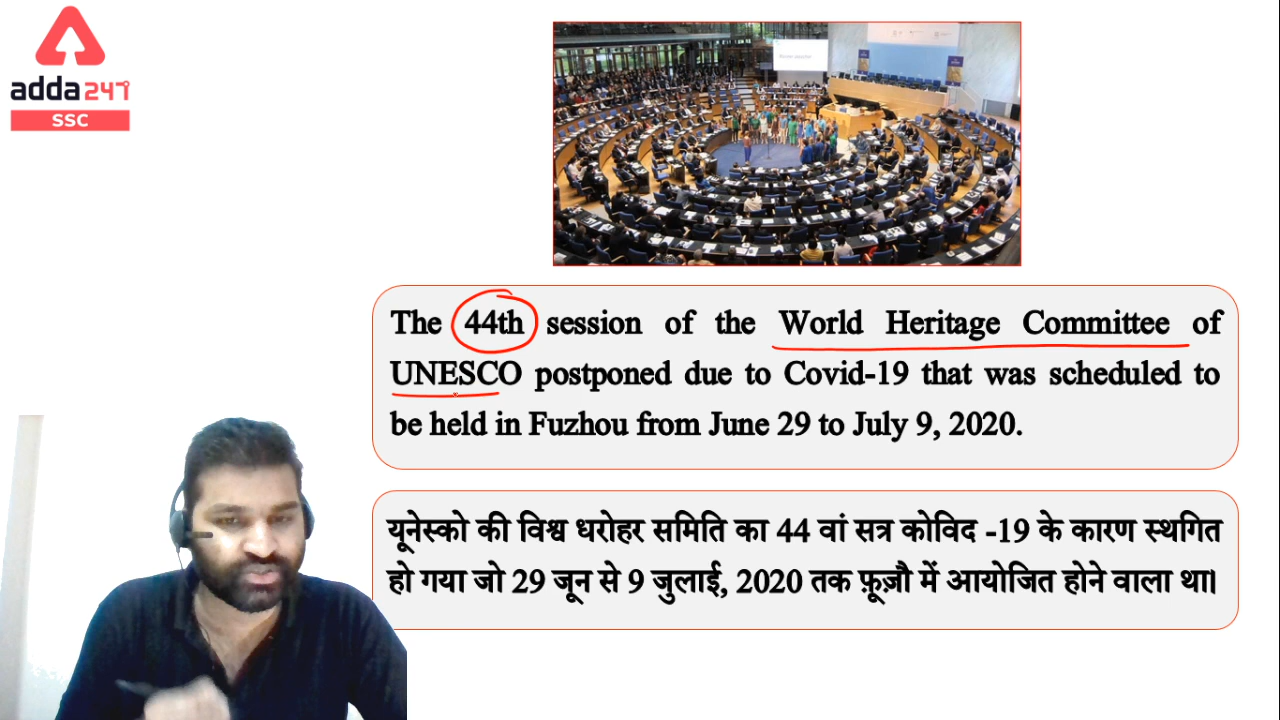 adda247
SSC
The 44th session of the World Heritage Committee of
UNESCO postponed due to Covid-19 that was scheduled to
be held in Fuzhou from June 29 to July 9, 2020.
यूनेस्को की विश्व धरोहर समिति का 44 वां सत्र कोविद -19 के कारण स्थगित
हो गया जो 29 जून से 9 जुलाई, 2020 तक फ़ूज़ौ में आयोजित होने वाला था।